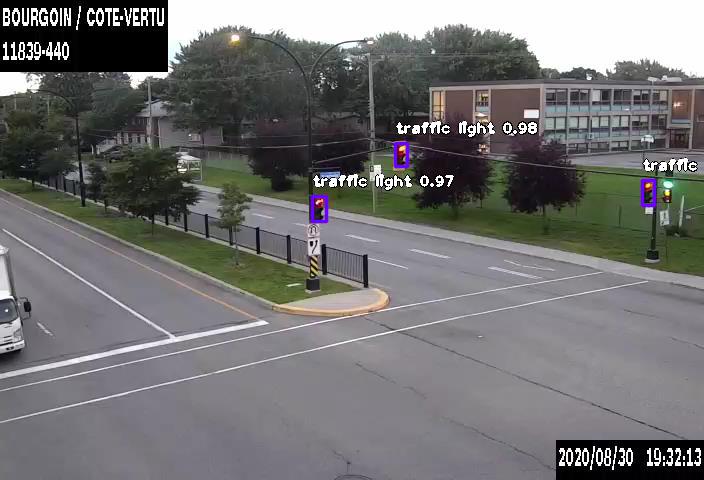 BOURGOIN / COTE-VERTU
11839-440
traffic light 0.98
traffic
traffic light 0.97
2020/08/30 19:32:13